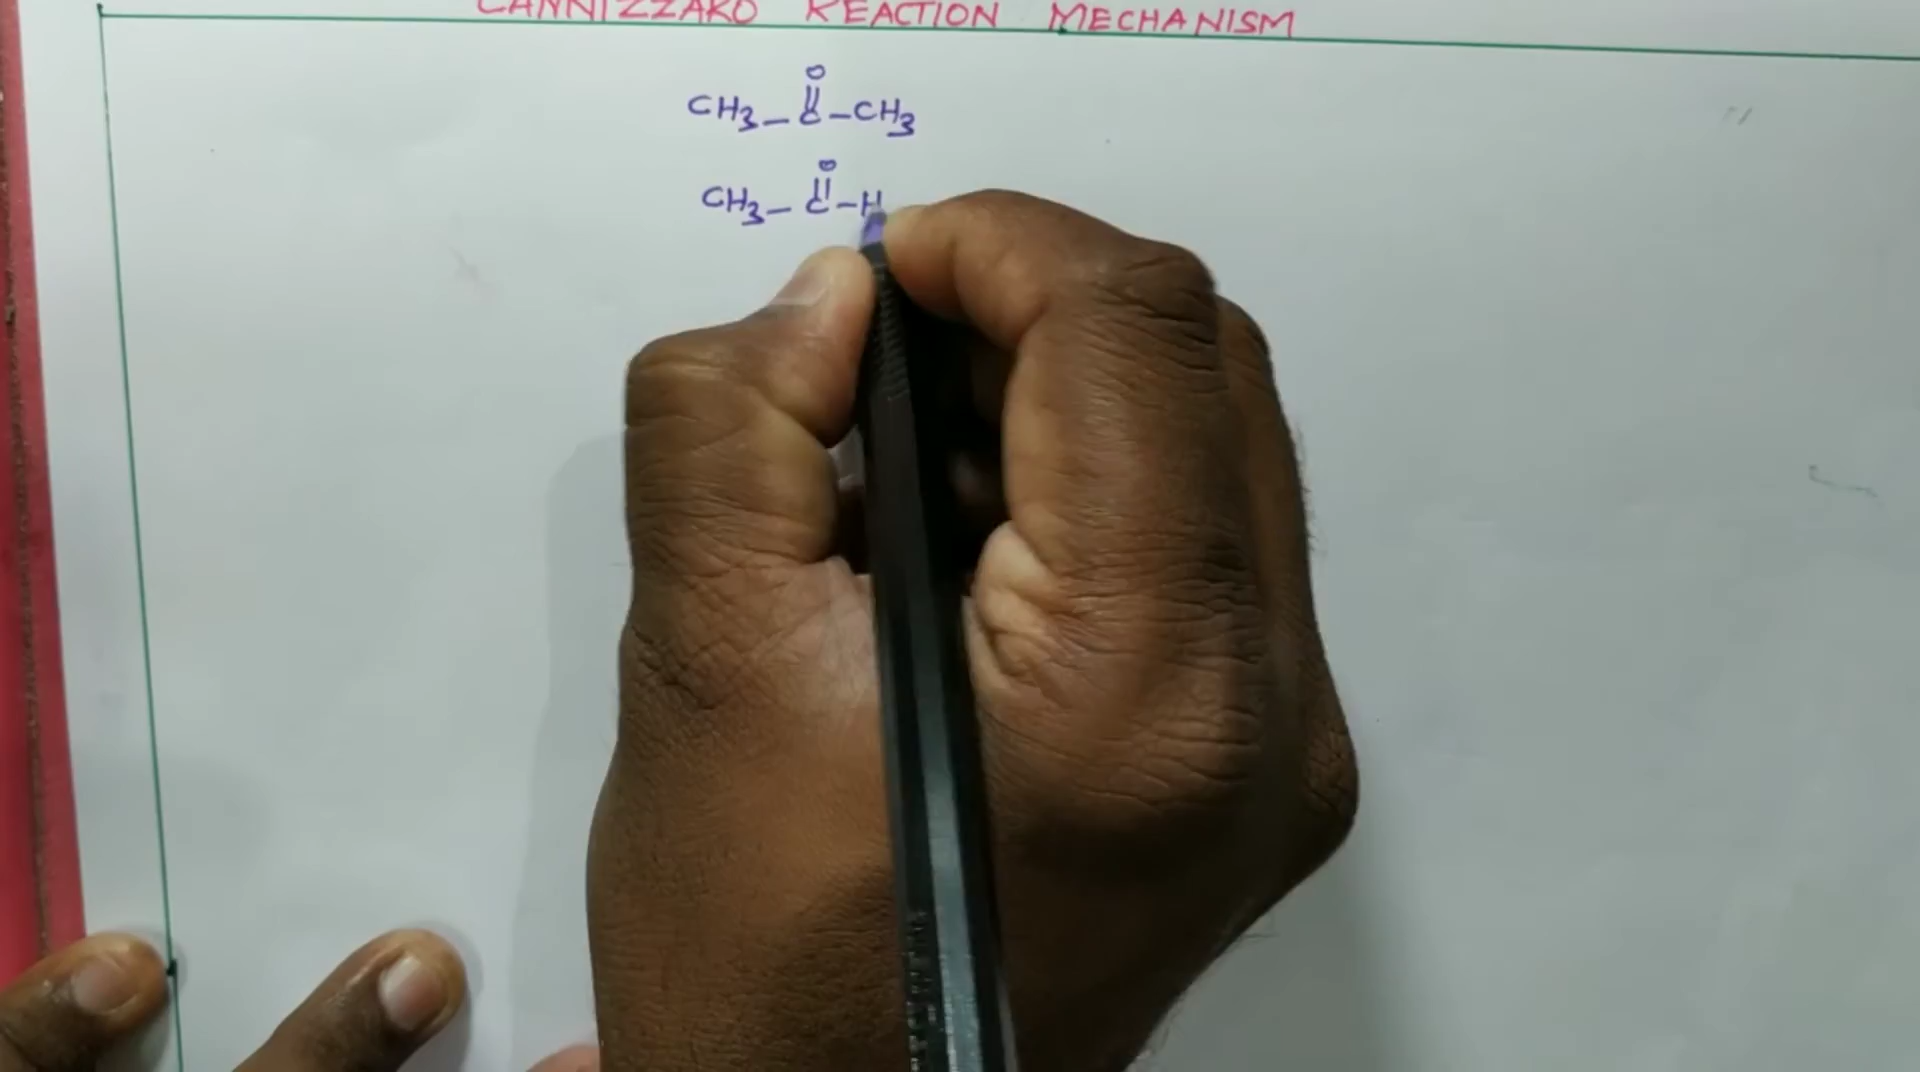 CANNIZZARO REACTION MECHANISM
O
||
CH3-C-CH3
O
||
CH3-C-H